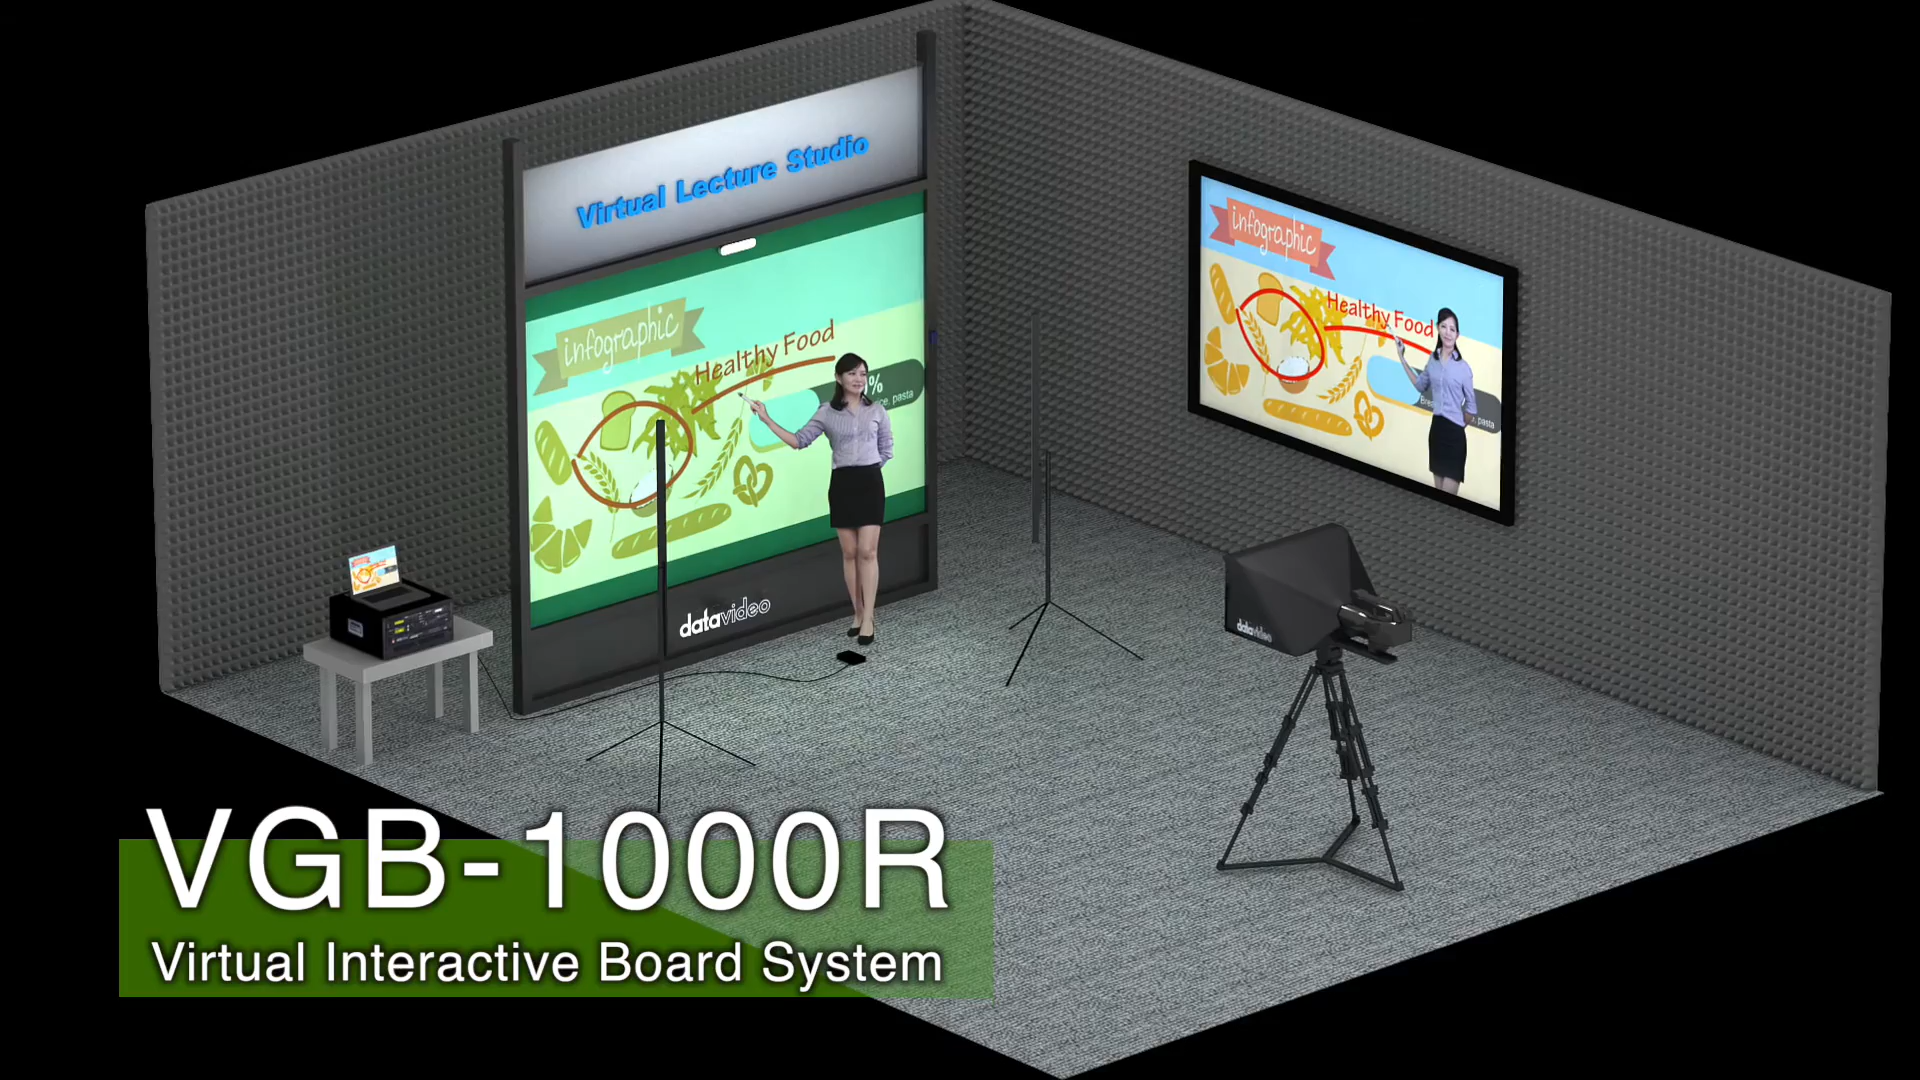 Virtual Lecture Studio
infographic
Healthy Food
%
pasta
datavideo
infographic
Healthy Food
pasta
datavideo
VGB-1000R
Virtual Interactive Board System